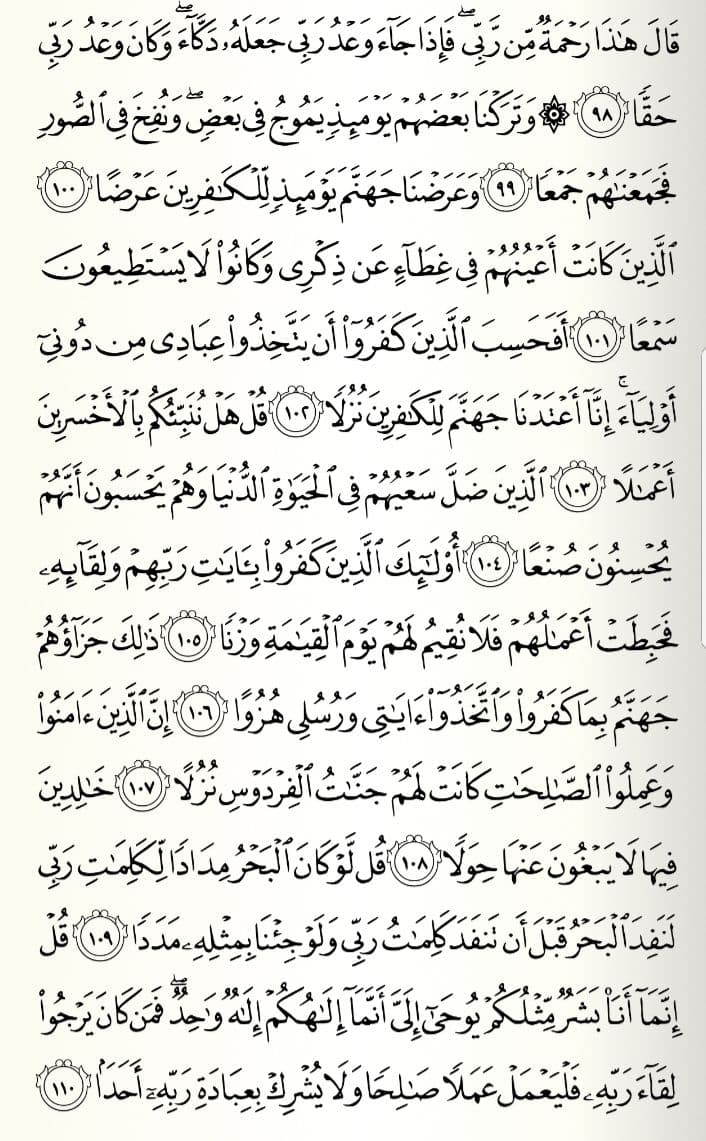 قَالَ هَٰذَا رَحْمَةٌ مِّن رَّبِّي ۖ فَإِذَا جَآءَ وَعْدُ رَبِّي جَعَلَهُۥ دَكَّآءَ ۖ وَكَانَ وَعْدُ رَبِّي
حَقًّا ٩٨ ۞ وَتَرَكْنَا بَعْضَهُمْ يَوْمَئِذٍ يَمُوجُ فِي بَعْضٍ ۖ وَنُفِخَ فِي ٱلصُّورِ
فَجَمَعْنَٰهُمْ جَمْعًا ٩٩ وَعَرَضْنَا جَهَنَّمَ يَوْمَئِذٍ لِّلْكَٰفِرِينَ عَرْضًا ١٠٠
ٱلَّذِينَ كَانَتْ أَعْيُنُهُمْ فِي غِطَآءٍ عَن ذِكْرِي وَكَانُوا۟ لَا يَسْتَطِيعُونَ
سَمْعًا ١٠١ أَفَحَسِبَ ٱلَّذِينَ كَفَرُوٓا۟ أَن يَتَّخِذُوا۟ عِبَادِي مِن دُونِيٓ
أَوْلِيَآءَ ۚ إِنَّآ أَعْتَدْنَا جَهَنَّمَ لِلْكَٰفِرِينَ نُزُلًا ١٠٢ قُلْ هَلْ نُنَبِّئُكُم بِٱلْأَخْسَرِينَ
أَعْمَٰلًا ١٠٣ ٱلَّذِينَ ضَلَّ سَعْيُهُمْ فِي ٱلْحَيَوٰةِ ٱلدُّنْيَا وَهُمْ يَحْسَبُونَ أَنَّهُمْ
يُحْسِنُونَ صُنْعًا ١٠٤ أُو۟لَٰٓئِكَ ٱلَّذِينَ كَفَرُوا۟ بِـَٔايَٰتِ رَبِّهِمْ وَلِقَآئِهِۦ
فَحَبِطَتْ أَعْمَٰلُهُمْ فَلَا نُقِيمُ لَهُمْ يَوْمَ ٱلْقِيَٰمَةِ وَزْنًا ١٠٥ ذَٰلِكَ جَزَآؤُهُمْ
جَهَنَّمُ بِمَا كَفَرُوا۟ وَٱتَّخَذُوٓا۟ ءَايَٰتِي وَرُسُلِي هُزُوًا ١٠٦ إِنَّ ٱلَّذِينَ ءَامَنُوا۟
وَعَمِلُوا۟ ٱلصَّٰلِحَٰتِ كَانَتْ لَهُمْ جَنَّٰتُ ٱلْفِرْدَوْسِ نُزُلًا ١٠٧ خَٰلِدِينَ
فِيهَا لَا يَبْغُونَ عَنْهَا حِوَلًا ١٠٨ قُل لَّوْ كَانَ ٱلْبَحْرُ مِدَادًا لِّكَلِمَٰتِ رَبِّي
لَنَفِدَ ٱلْبَحْرُ قَبْلَ أَن تَنفَدَ كَلِمَٰتُ رَبِّي وَلَوْ جِئْنَا بِمِثْلِهِۦ مَدَدًا ١٠٩ قُلْ
إِنَّمَآ أَنَا۠ بَشَرٌ مِّثْلُكُمْ يُوحَىٰٓ إِلَيَّ أَنَّمَآ إِلَٰهُكُمْ إِلَٰهٌ وَٰحِدٌ ۖ فَمَن كَانَ يَرْجُوا۟
لِقَآءَ رَبِّهِۦ فَلْيَعْمَلْ عَمَلًا صَٰلِحًا وَلَا يُشْرِكْ بِعِبَادَةِ رَبِّهِۦٓ أَحَدًۢا ١١٠